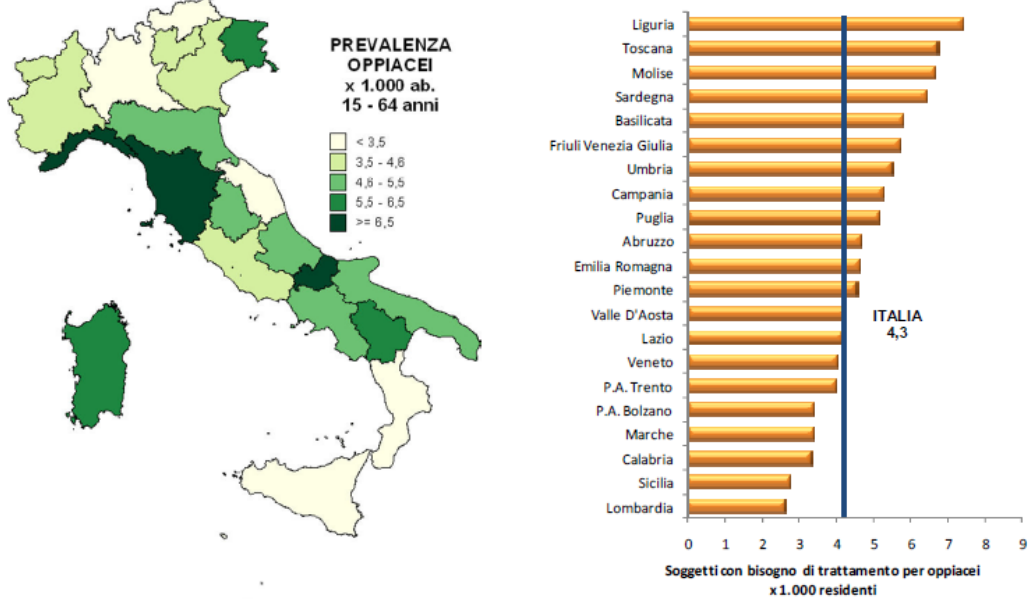 PREVALENZA
OPPIACEI
x 1.000 ab.
15 - 64 anni
< 3,5
3,5 - 4,6
4,6 - 5,5
5,5 - 6,5
>= 6,5
Liguria
Toscana
Molise
Sardegna
Basilicata
Friuli Venezia Giulia
Umbria
Campania
Puglia
Abruzzo
Emilia Romagna
Piemonte
Valle D'Aosta
Lazio
Veneto
P.A. Trento
P.A. Bolzano
Marche
Calabria
Sicilia
Lombardia
ITALIA
4,3
0 1 2 3 4 5 6 7 8 9
Soggetti con bisogno di trattamento per oppiacei
x 1.000 residenti